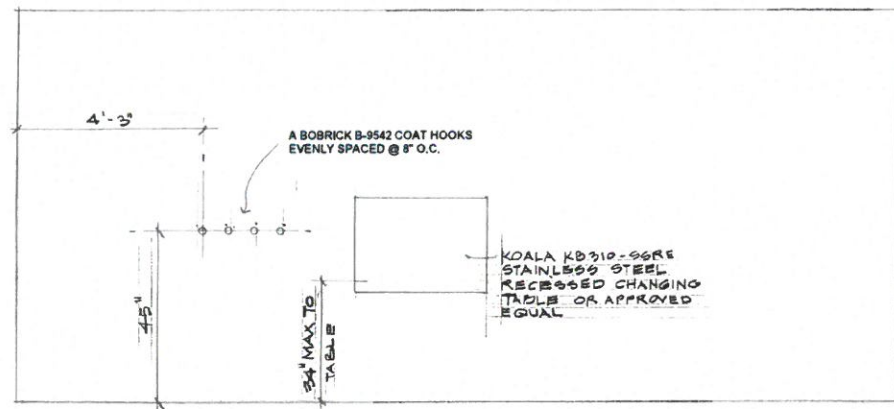 4'-3"
A BOBRICK B-9542 COAT HOOKS
EVENLY SPACED @ 8" O.C.
KOALA KB310-SSRE
STAINLESS STEEL
RECESSED CHANGING
TABLE OR APPROVED
EQUAL
45"
34" MAX TO
TABLE